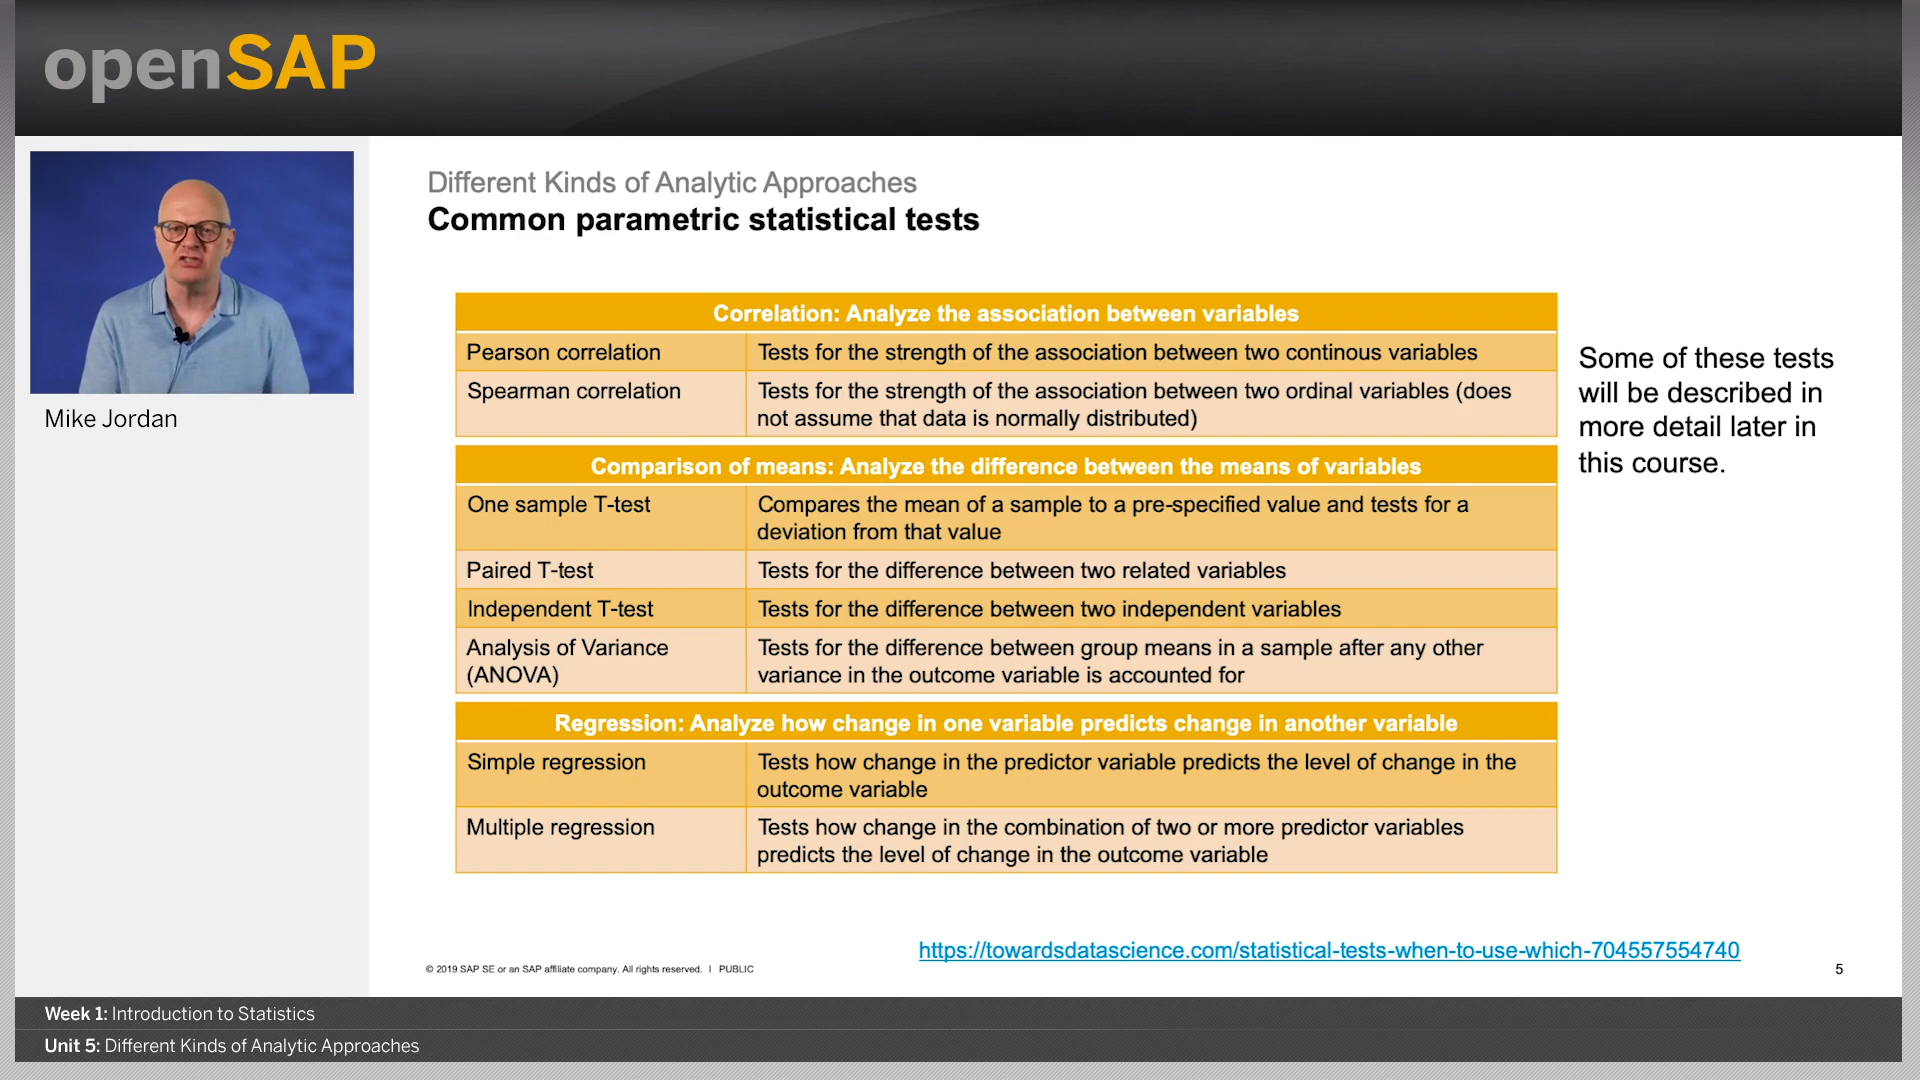 openSAP
Mike Jordan
Different Kinds of Analytic Approaches
Common parametric statistical tests
Correlation: Analyze the association between variables
Pearson correlation
Tests for the strength of the association between two continous variables
Spearman correlation
Tests for the strength of the association between two ordinal variables (does
not assume that data is normally distributed)
Comparison of means: Analyze the difference between the means of variables
One sample T-test
Compares the mean of a sample to a pre-specified value and tests for a
deviation from that value
Paired T-test
Tests for the difference between two related variables
Independent T-test
Tests for the difference between two independent variables
Analysis of Variance
(ANOVA)
Tests for the difference between group means in a sample after any other
variance in the outcome variable is accounted for
Regression: Analyze how change in one variable predicts change in another variable
Simple regression
Tests how change in the predictor variable predicts the level of change in the
outcome variable
Multiple regression
Tests how change in the combination of two or more predictor variables
predicts the level of change in the outcome variable
Some of these tests
will be described in
more detail later in
this course.
https://towardsdatascience.com/statistical-tests-when-to-use-which-704557554740
© 2019 SAP SE or an SAP affiliate company. All rights reserved. | PUBLIC
5
Week 1: Introduction to Statistics
Unit 5: Different Kinds of Analytic Approaches